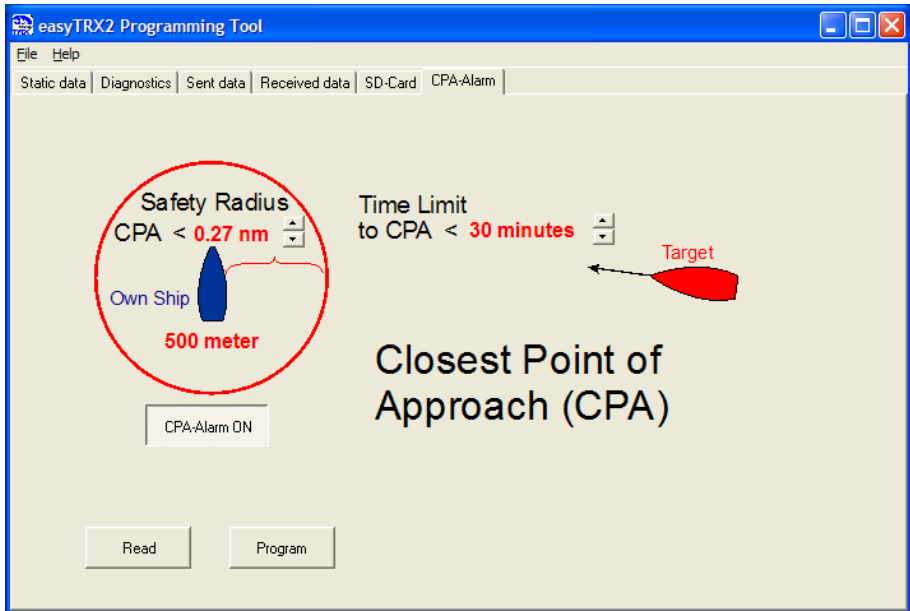 easyTRX2 Programming Tool
File Help
Static data Diagnostics Sent data Received data SD-Card CPA-Alarm
Safety Radius
CPA < 0.27 nm
Time Limit
to CPA < 30 minutes
Target
Own Ship
500 meter
Closest Point of
Approach (CPA)
CPA-Alarm ON
Read Program